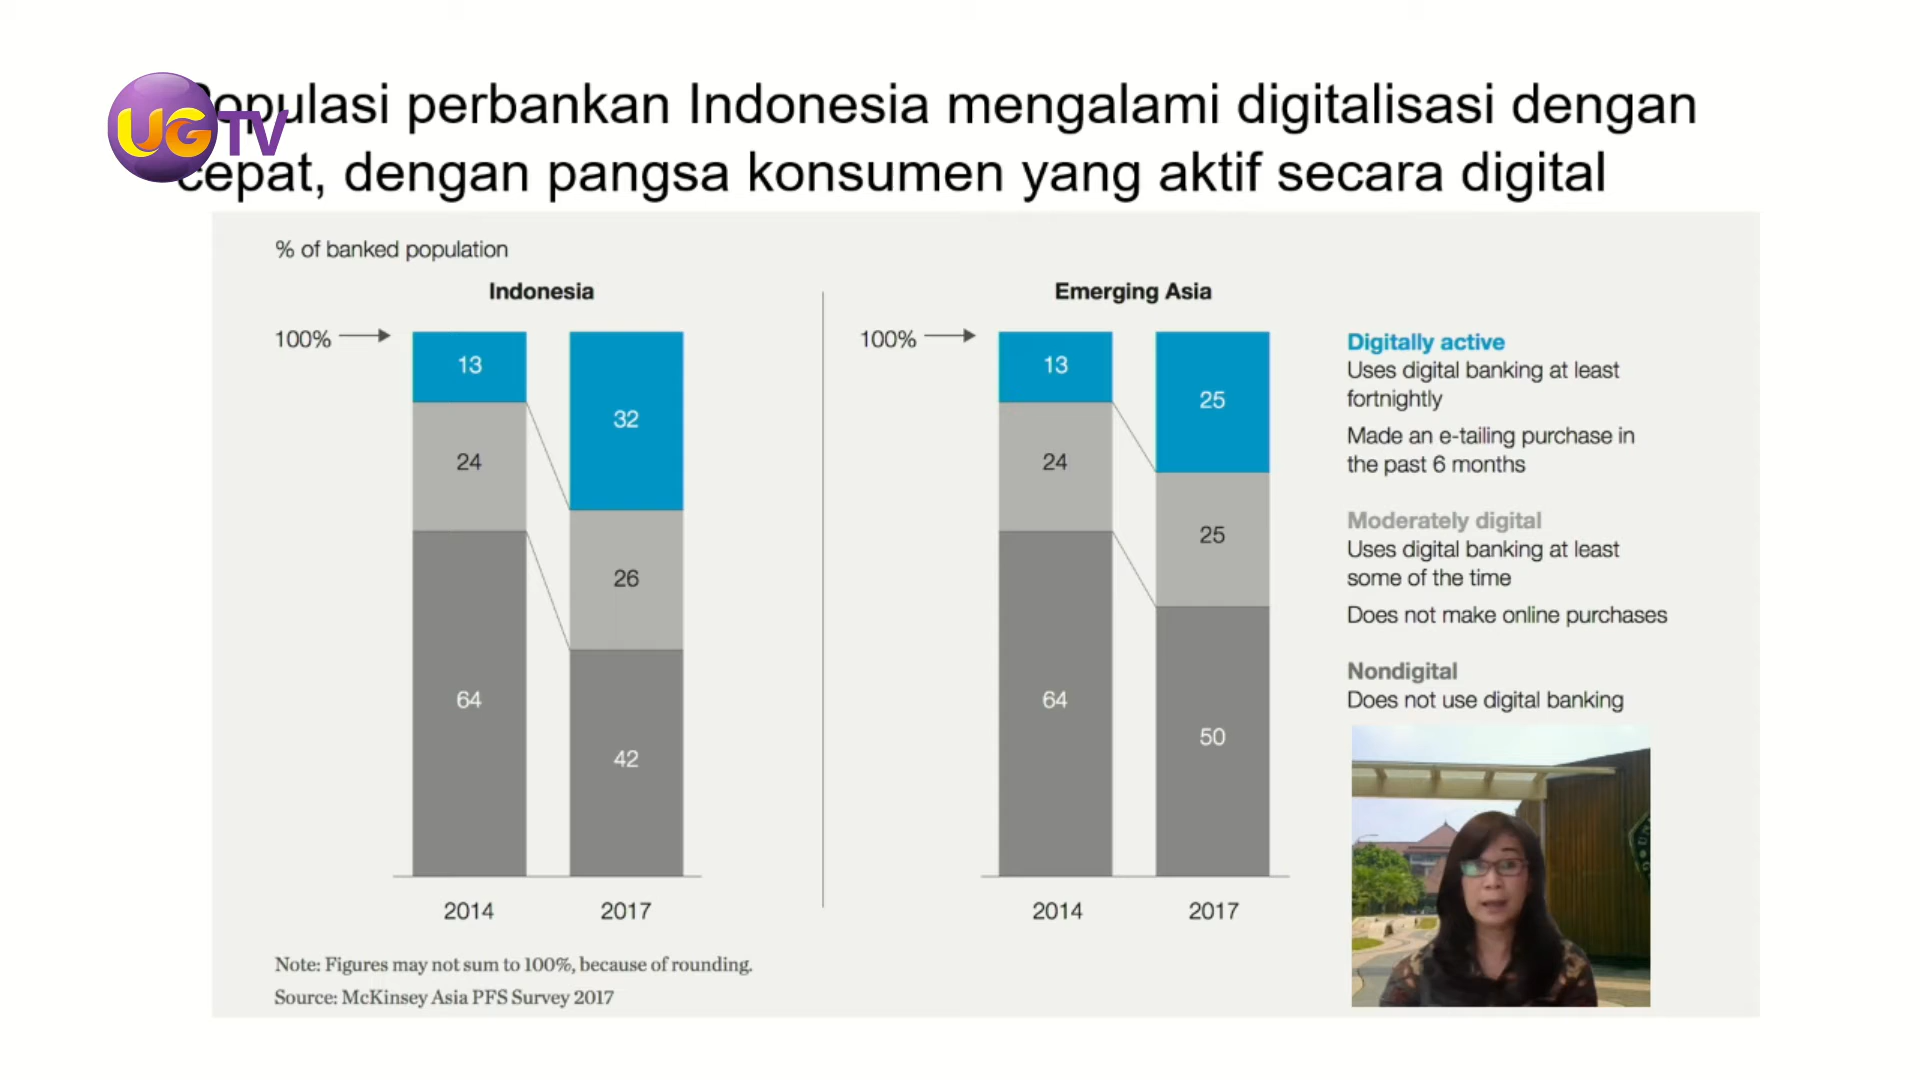 UGTV
Populasi perbankan Indonesia mengalami digitalisasi dengan
cepat, dengan pangsa konsumen yang aktif secara digital
% of banked population
Indonesia
100%
13
32
24
26
64
42
2014
2017
Emerging Asia
100%
13
25
24
25
64
50
2014
2017
Digitally active
Uses digital banking at least
fortnightly
Made an e-tailing purchase in
the past 6 months
Moderately digital
Uses digital banking at least
some of the time
Does not make online purchases
Nondigital
Does not use digital banking
Note: Figures may not sum to 100%, because of rounding.
Source: McKinsey Asia PFS Survey 2017